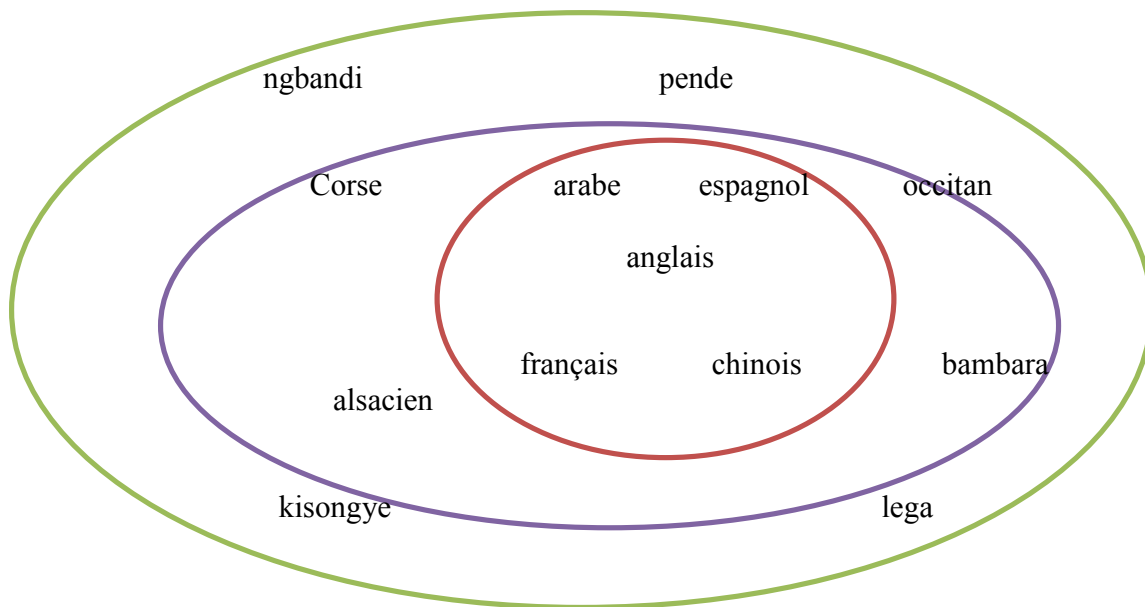 ngbandi pende
Corse arabe espagnol occitan
anglais
français chinois bambara
alsacien
kisongye lega